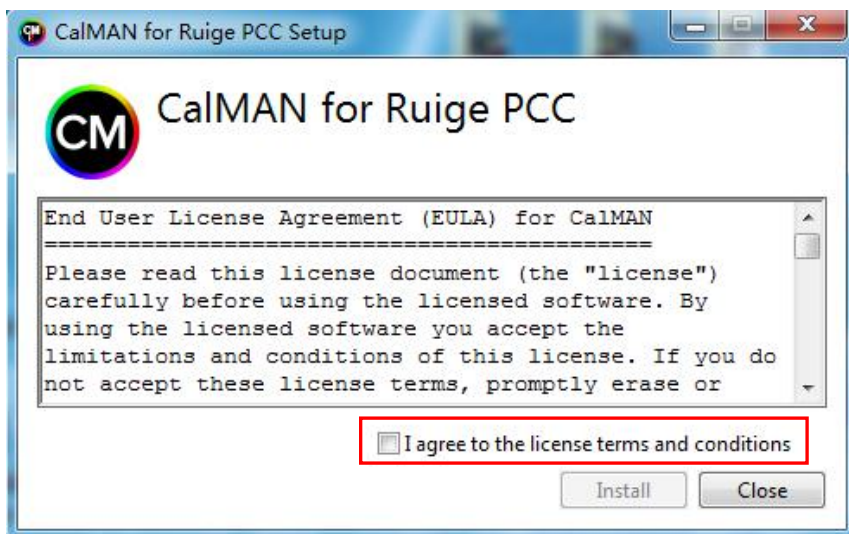 CalMAN for Ruige PCC Setup
CM
CalMAN for Ruige PCC
End User License Agreement (EULA) for CalMAN
============================================
Please read this license document (the "license")
carefully before using the licensed software. By
using the licensed software you accept the
limitations and conditions of this license. If you do
not accept these license terms, promptly erase or
I agree to the license terms and conditions
Install Close